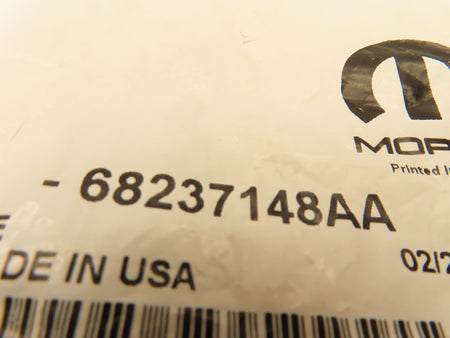 MOP
Printed I
- 68237148AA
E
DE IN USA
02/2